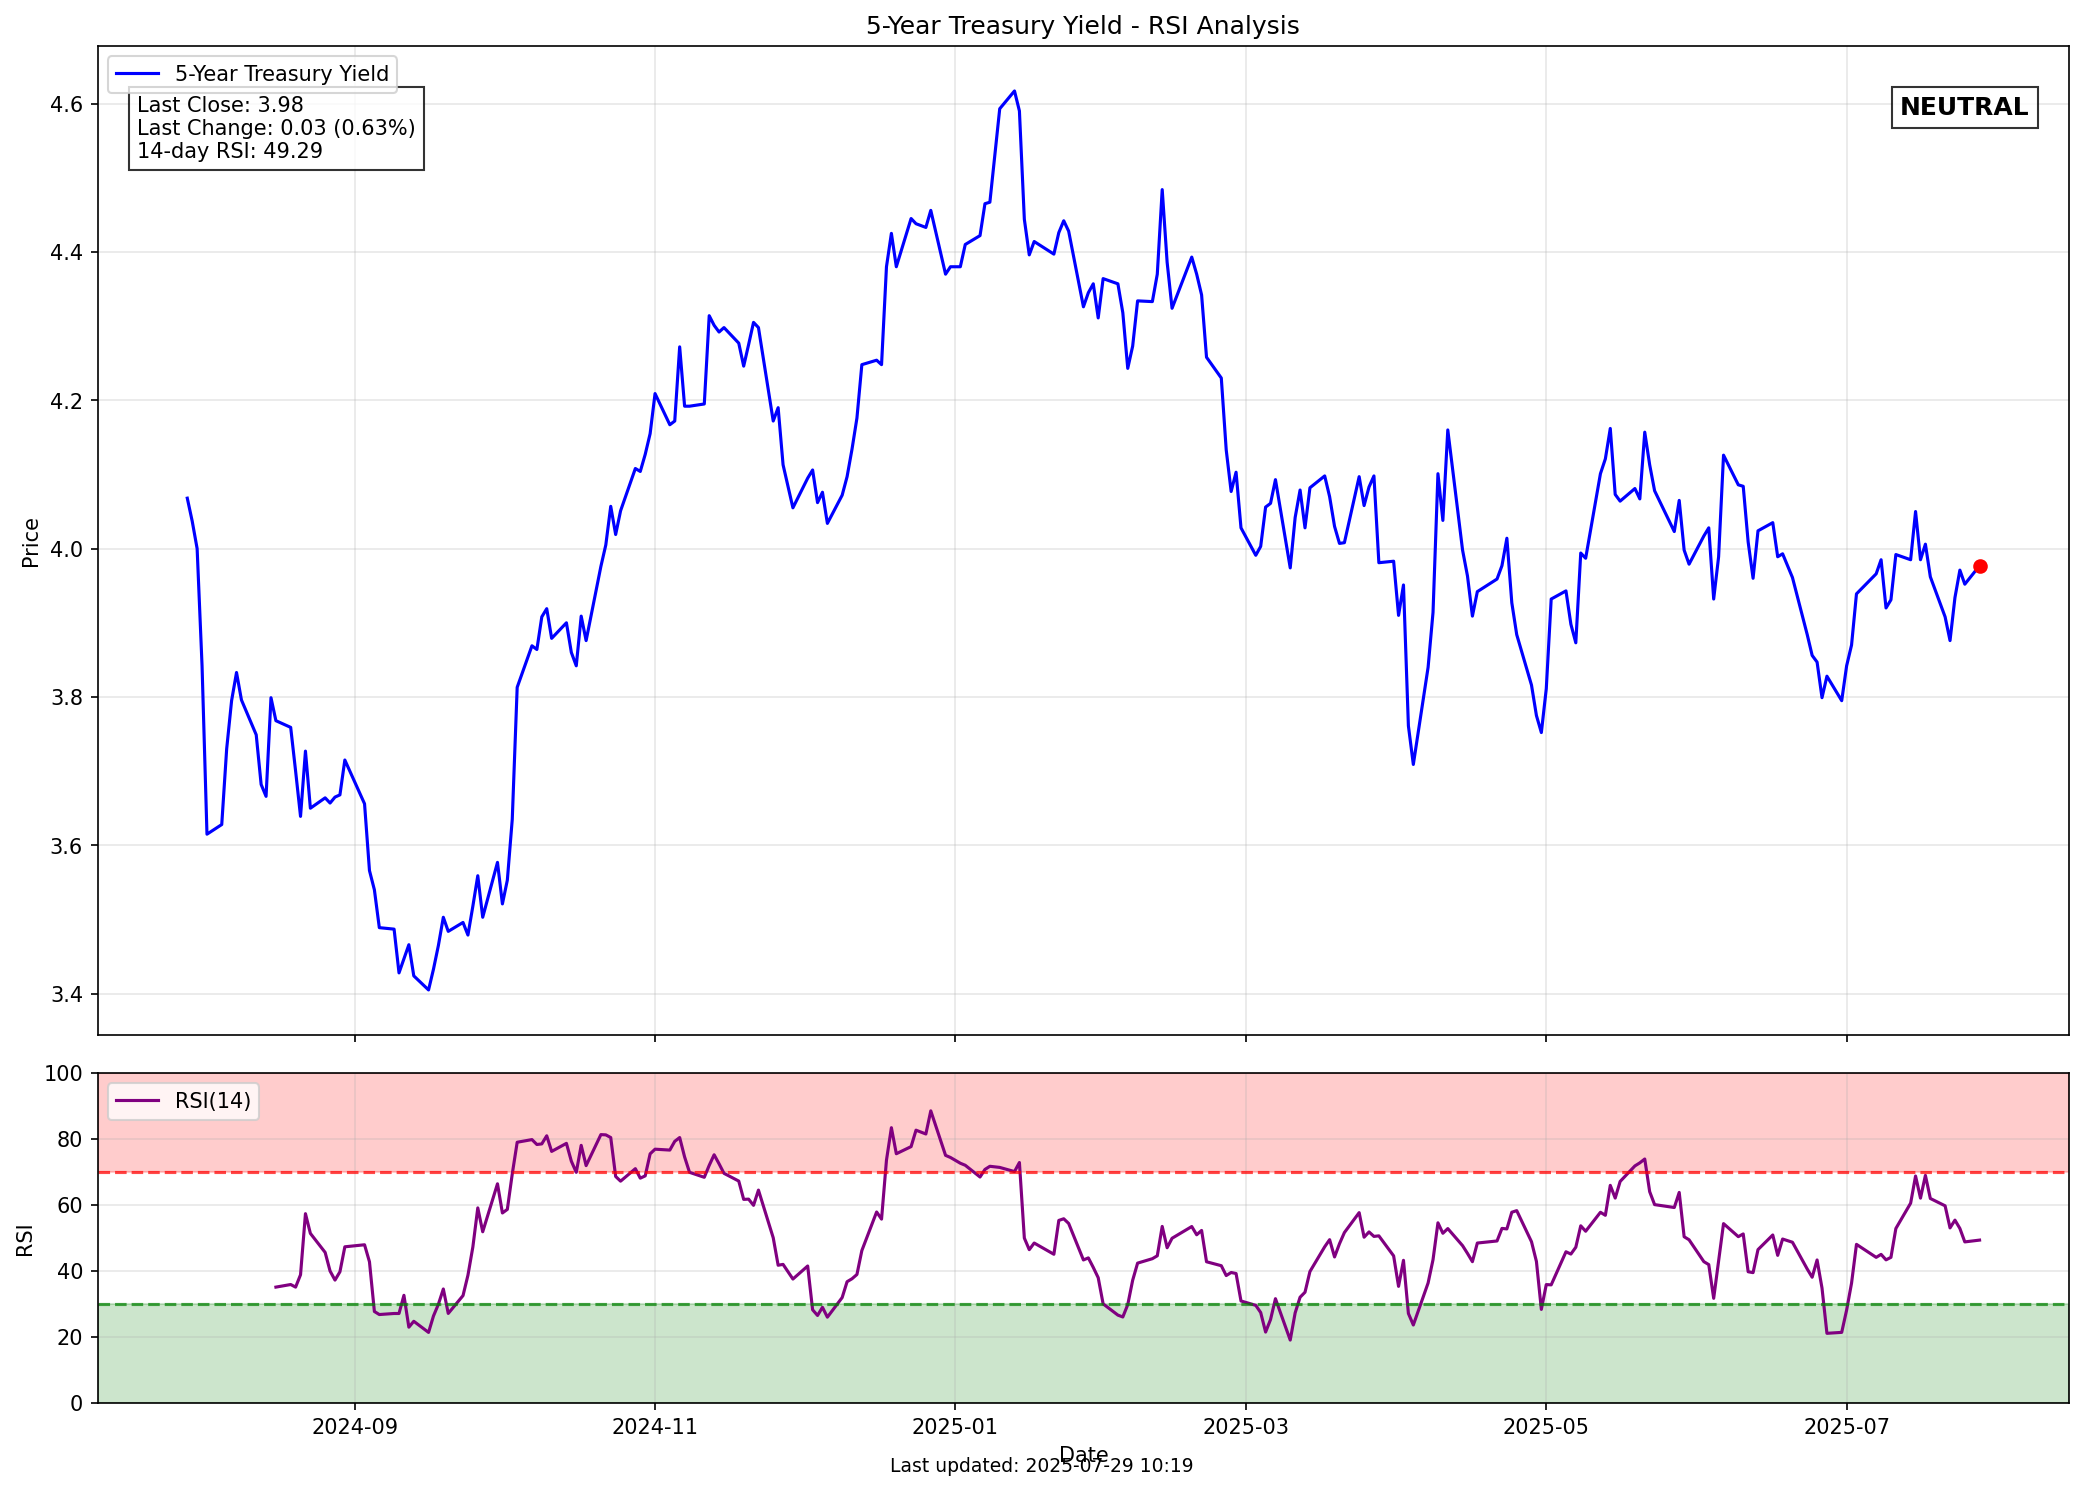 5-Year Treasury Yield - RSI Analysis
5-Year Treasury Yield
Last Close: 3.98
Last Change: 0.03 (0.63%)
14-day RSI: 49.29
NEUTRAL
Price
4.6
4.4
4.2
4.0
3.8
3.6
3.4
RSI(14)
RSI
100
80
60
40
20
0
2024-09
2024-11
2025-01
2025-03
2025-05
2025-07
Date
Last updated: 2025-07-29 10:19